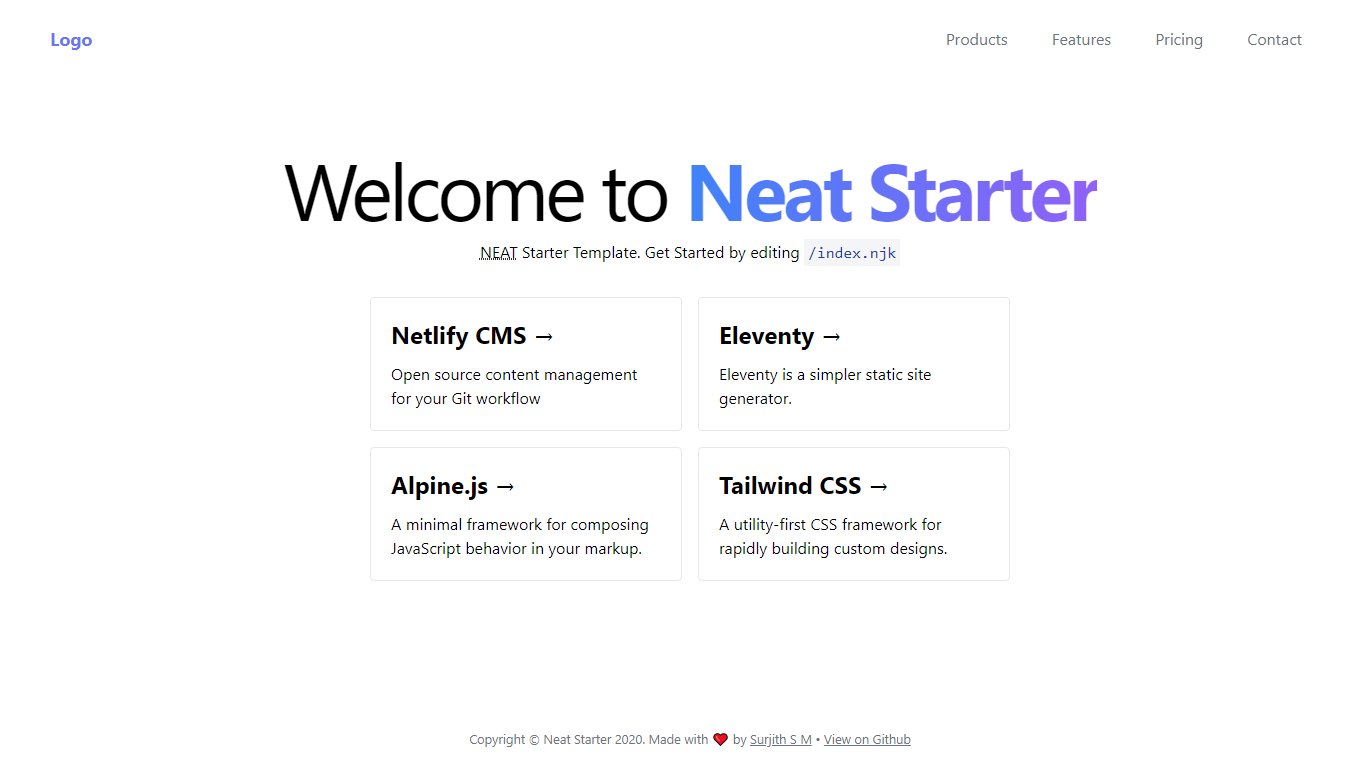 Logo
Products Features Pricing Contact
Welcome to Neat Starter
NEAT Starter Template. Get Started by editing /index.njk
Netlify CMS →
Open source content management
for your Git workflow
Eleventy →
Eleventy is a simpler static site
generator.
Alpine.js →
A minimal framework for composing
JavaScript behavior in your markup.
Tailwind CSS →
A utility-first CSS framework for
rapidly building custom designs.
Copyright © Neat Starter 2020. Made with ❤ by Surjith S M • View on Github